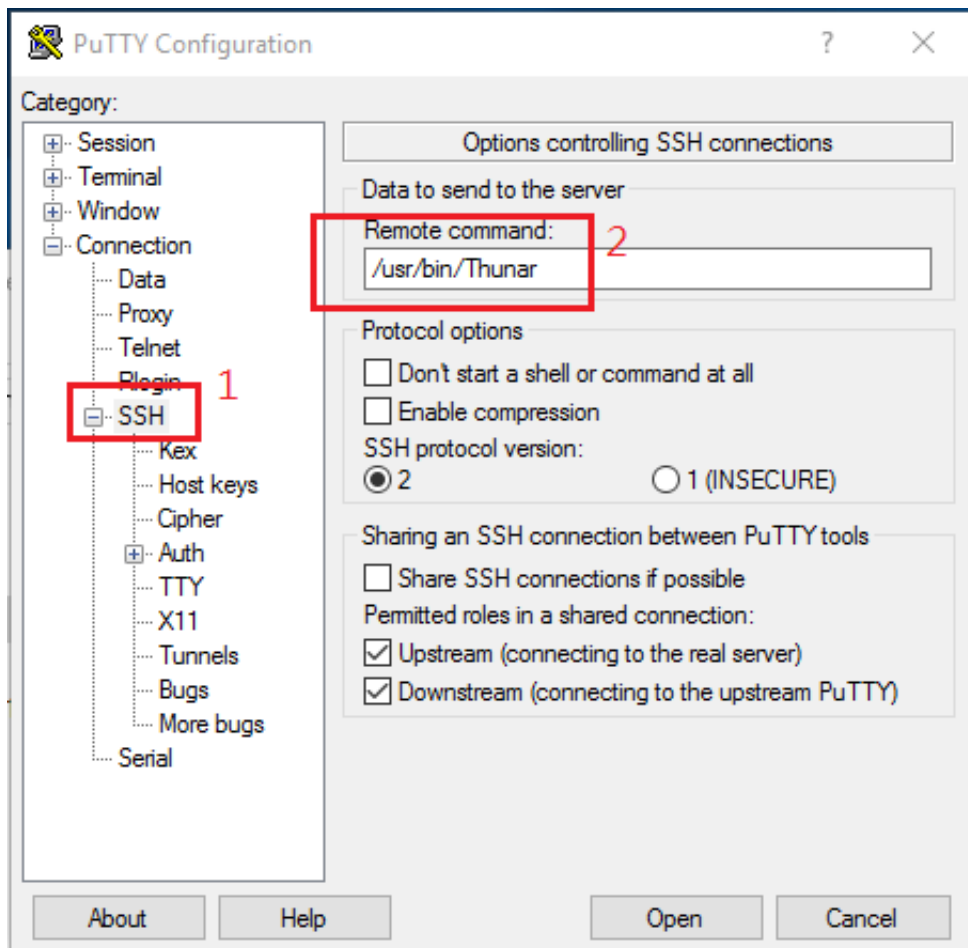 PuTTY Configuration
?
Category:
Session
Terminal
Window
Connection
Data
Proxy
Telnet
Rlogin
SSH
Kex
Host keys
Cipher
Auth
TTY
X11
Tunnels
Bugs
More bugs
Serial
1
Options controlling SSH connections
Data to send to the server
Remote command:
2
/usr/bin/Thunar
Protocol options
Don't start a shell or command at all
Enable compression
SSH protocol version:
2 1 (INSECURE)
Sharing an SSH connection between PuTTY tools
Share SSH connections if possible
Permitted roles in a shared connection:
Upstream (connecting to the real server)
Downstream (connecting to the upstream PuTTY)
About Help Open Cancel